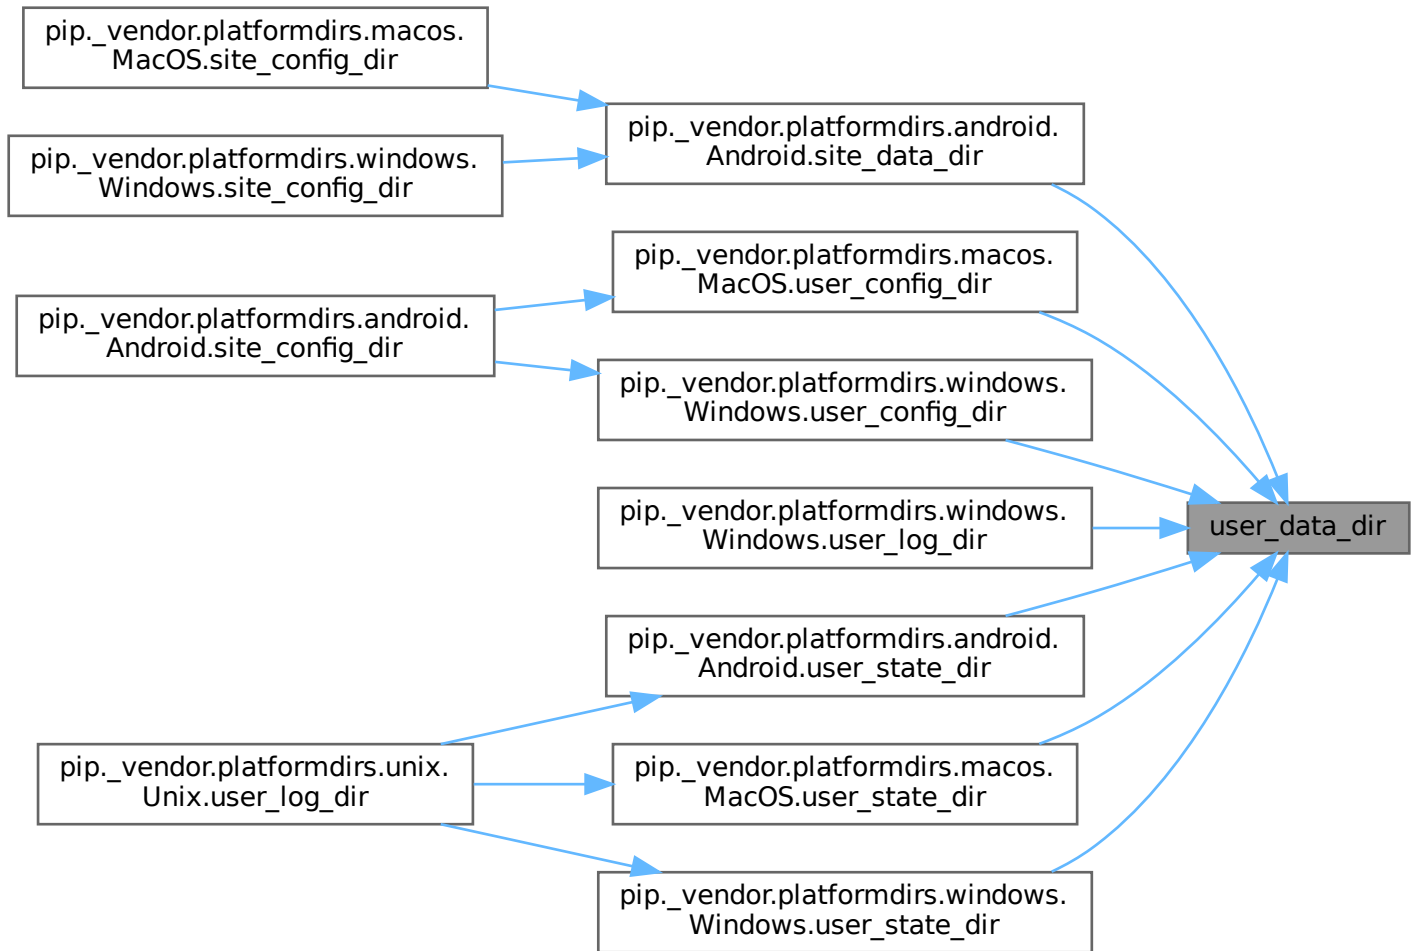 pip._vendor.platformdirs.macos.
MacOS.site_config_dir
pip._vendor.platformdirs.windows.
Windows.site_config_dir
pip._vendor.platformdirs.android.
Android.site_config_dir
pip._vendor.platformdirs.unix.
Unix.user_log_dir
pip._vendor.platformdirs.android.
Android.site_data_dir
pip._vendor.platformdirs.macos.
MacOS.user_config_dir
pip._vendor.platformdirs.windows.
Windows.user_config_dir
pip._vendor.platformdirs.windows.
Windows.user_log_dir
pip._vendor.platformdirs.android.
Android.user_state_dir
pip._vendor.platformdirs.macos.
MacOS.user_state_dir
pip._vendor.platformdirs.windows.
Windows.user_state_dir
user_data_dir